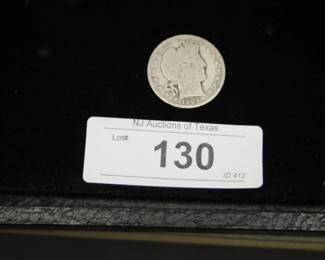 NJ Auctions of Texas
Lot#:
130
ID:412